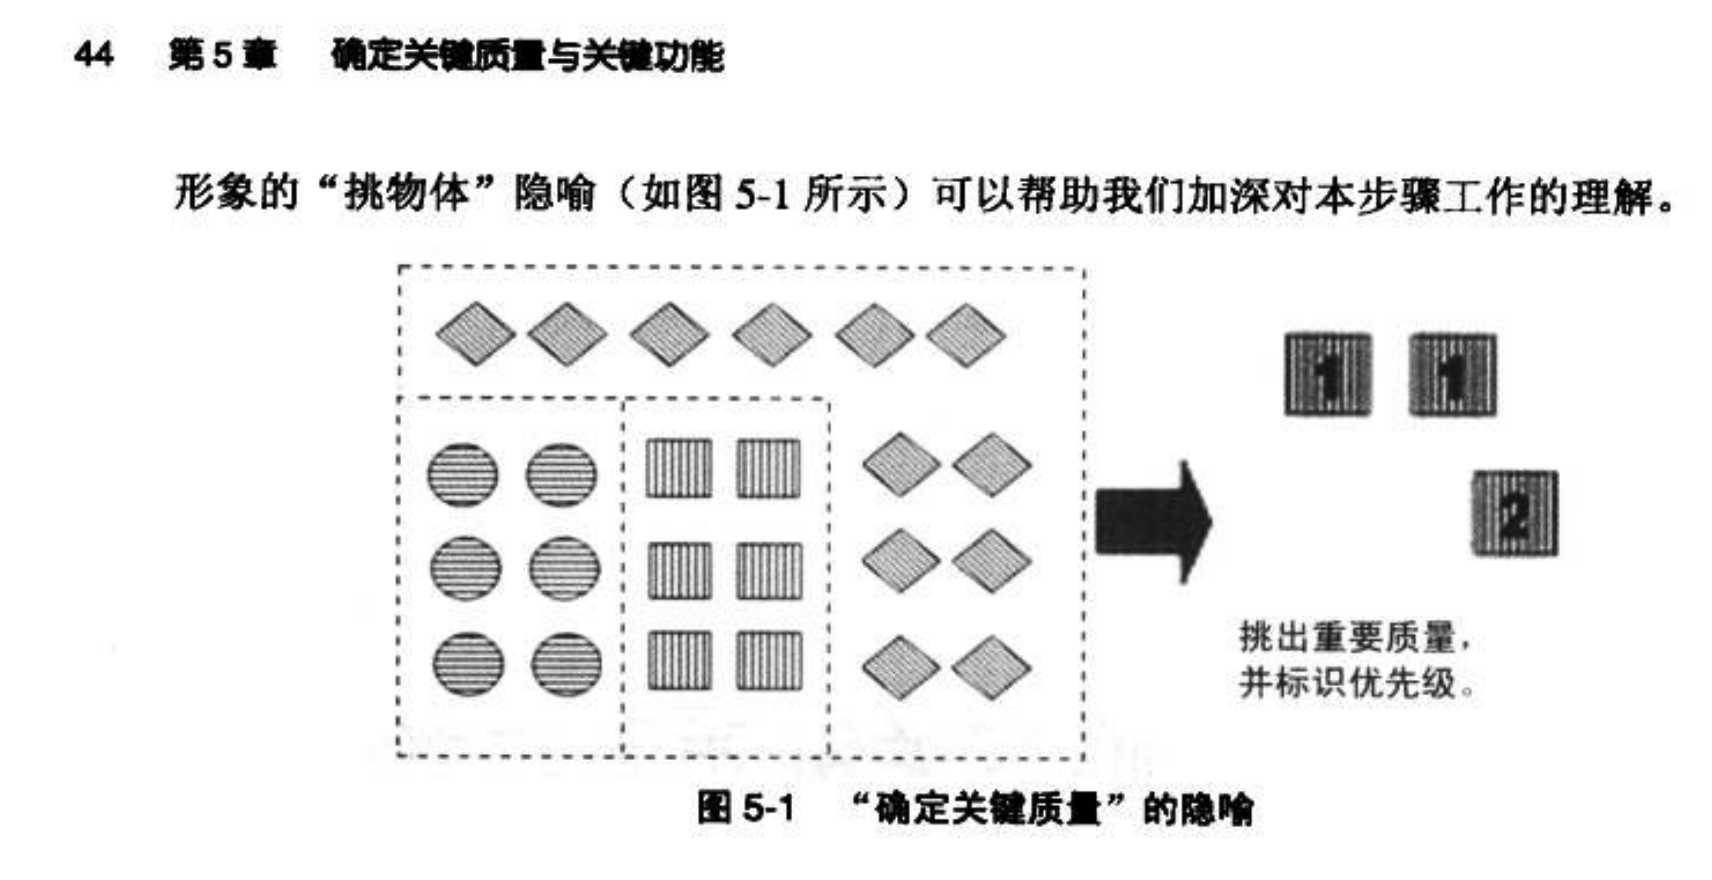 44 第5章 确定关键质量与关键功能
形象的“挑物体”隐喻（如图 5-1 所示）可以帮助我们加深对本步骤工作的理解。
1 1
2
挑出重要质量，
并标识优先级。
图 5-1 “确定关键质量”的隐喻